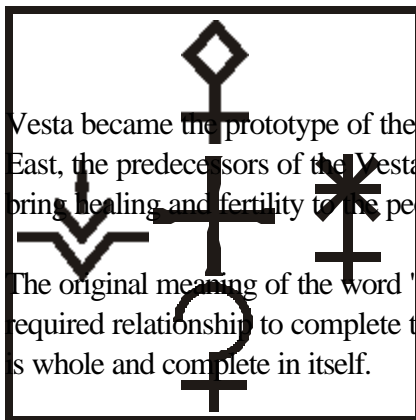 Vesta became the prototype of the
East, the predecessors of the Vesta
bring healing and fertility to the pe
The original meaning of the word '
required relationship to complete t
is whole and complete in itself.